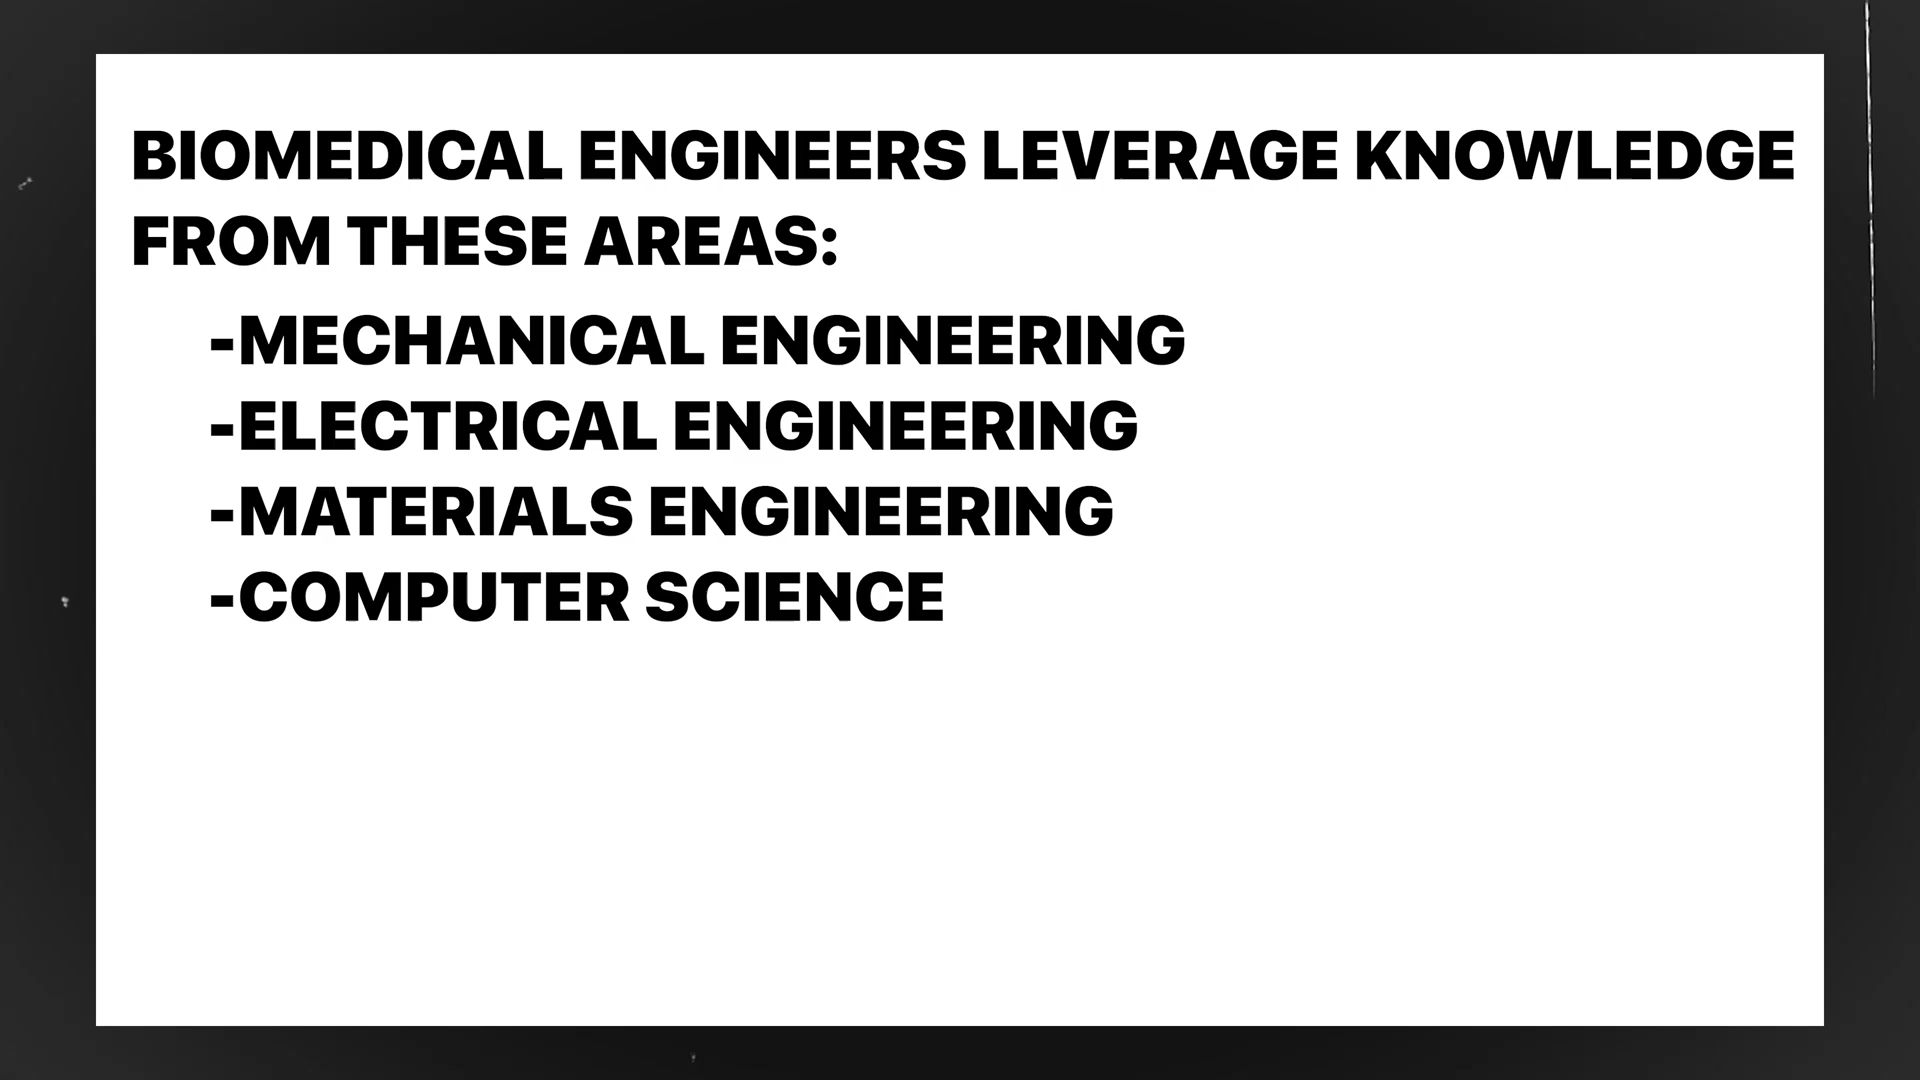 BIOMEDICAL ENGINEERS LEVERAGE KNOWLEDGE
FROM THESE AREAS:
-MECHANICAL ENGINEERING
-ELECTRICAL ENGINEERING
-MATERIALS ENGINEERING
-COMPUTER SCIENCE